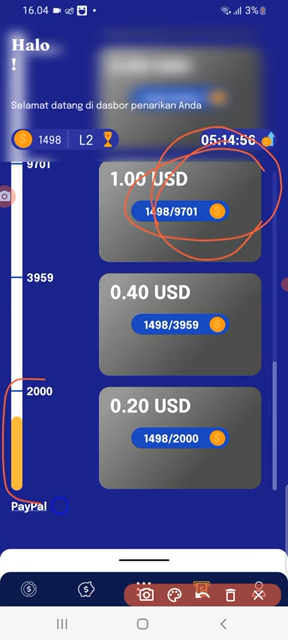 16.04
3%
Halo
!
Selamat datang di dasbor penarikan Anda
1498 L2 05:14:56
9701
1.00 USD
1498/9701
3959
0.40 USD
1498/3959
2000
0.20 USD
1498/2000
PayPal